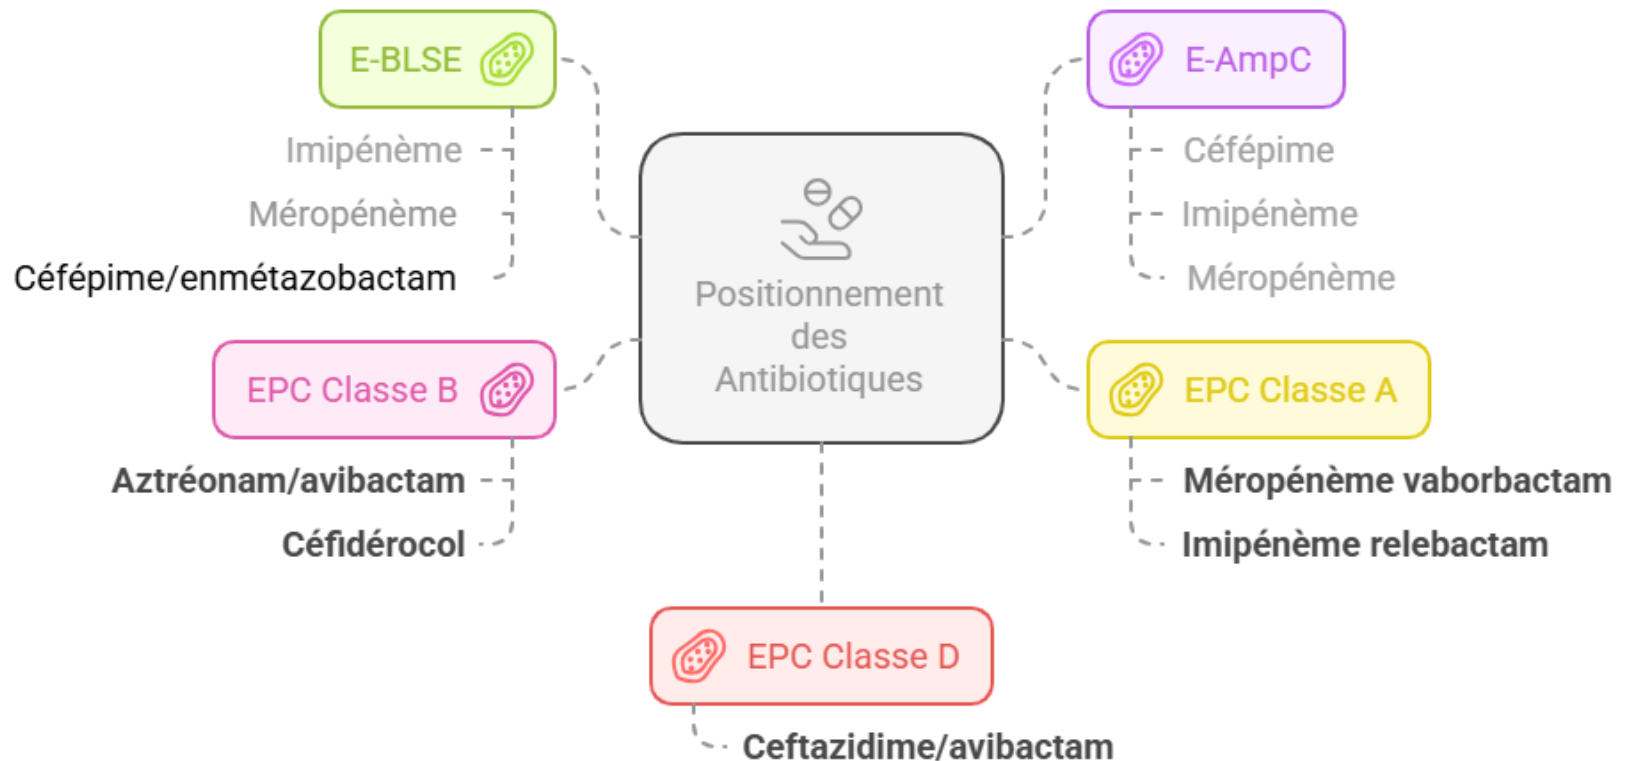 E-BLSE
Imipénème
Méropénème
Céfépime/enmétazobactam
E-AmpC
Céfépime
Imipénème
Méropénème
Positionnement
des
Antibiotiques
EPC Classe B
Aztréonam/avibactam
Céfidérocol
EPC Classe A
Méropénème vaborbactam
Imipénème relebactam
EPC Classe D
Ceftazidime/avibactam